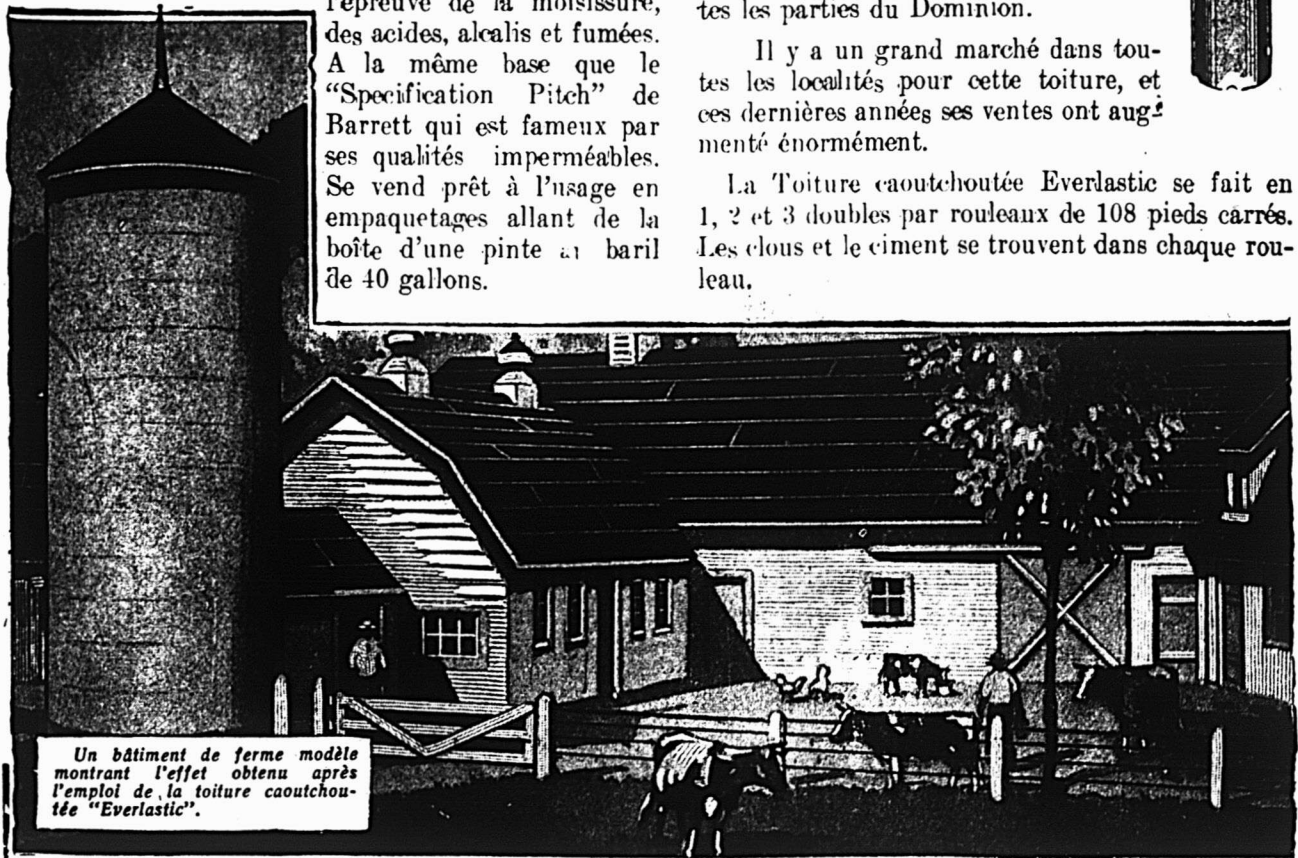 l'épreuve de la moisissure,
des acides, alcalis et fumées.
A la même base que le
"Specification Pitch" de
Barrett qui est fameux par
ses qualités imperméables.
Se vend prêt à l'usage en
empaquetages allant de la
boîte d'une pinte au baril
de 40 gallons.
tes les parties du Dominion.
Il y a un grand marché dans tou-
tes les localités pour cette toiture, et
ces dernières années ses ventes ont aug-
menté énormément.
La Toiture caoutchoutée Everlastic se fait en
1, 2 et 3 doubles par rouleaux de 108 pieds carrés.
Les clous et le ciment se trouvent dans chaque rou-
leau.
Un bâtiment de ferme modèle
montrant l'effet obtenu après
l'emploi de la toiture caoutchou-
tée "Everlastic".